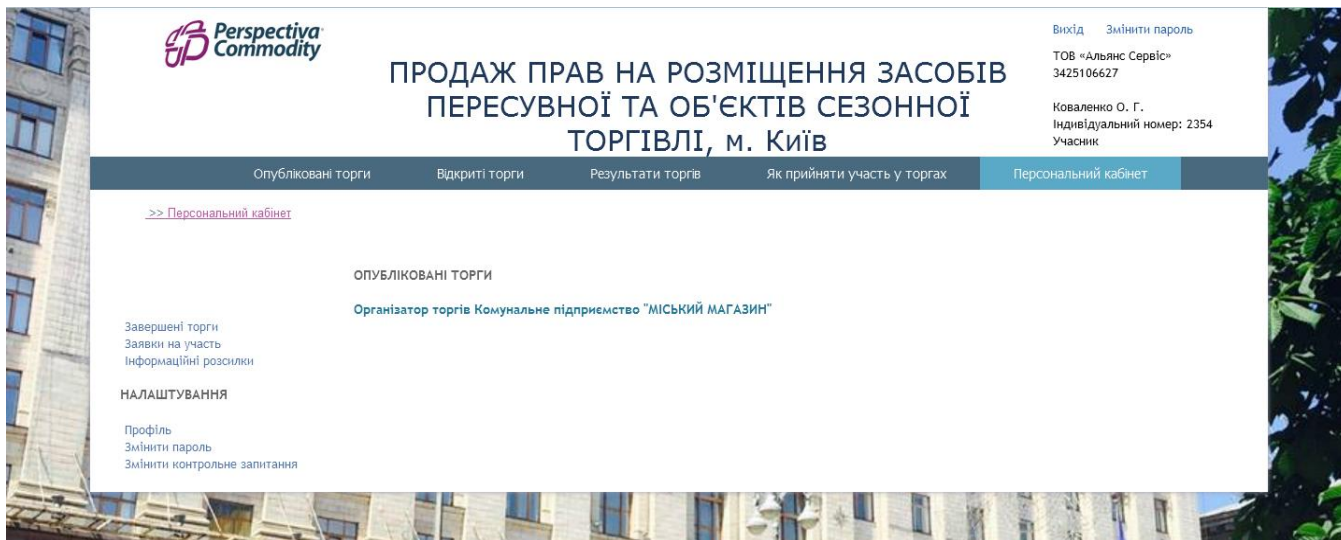 Perspectiva
Commodity
ПРОДАЖ ПРАВ НА РОЗМІЩЕННЯ ЗАСОБІВ
ПЕРЕСУВНОЇ ТА ОБ'ЄКТІВ СЕЗОННОЇ
ТОРГІВЛІ, м. Київ
Вихід Змінити пароль
ТОВ «Альянс Сервіс»
3425106627
Коваленко О. Г.
Індивідуальний номер: 2354
Учасник
Опубліковані торги Відкриті торги Результати торгів Як прийняти участь у торгах Персональний кабінет
>> Персональний кабінет
ОПУБЛІКОВАНІ ТОРГИ
Організатор торгів Комунальне підприємство "МІСЬКИЙ МАГАЗИН"
Завершені торги
Заявки на участь
Інформаційні розсилки
НАЛАШТУВАННЯ
Профіль
Змінити пароль
Змінити контрольне запитання